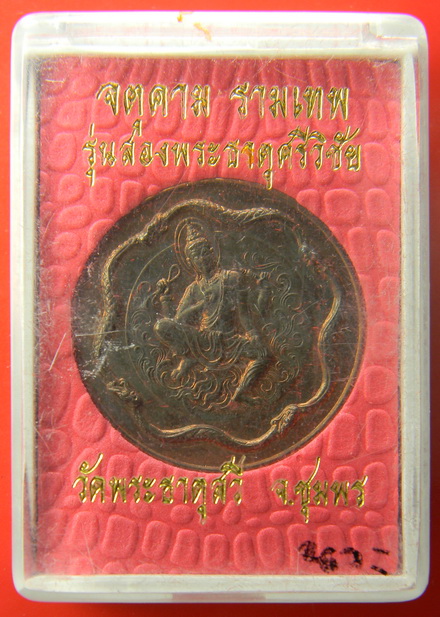 จตุคาม รามเทพ
รุ่นสองพระธาตุศรีวิชัย
วัดพระธาตุสวี จ.ชุมพร